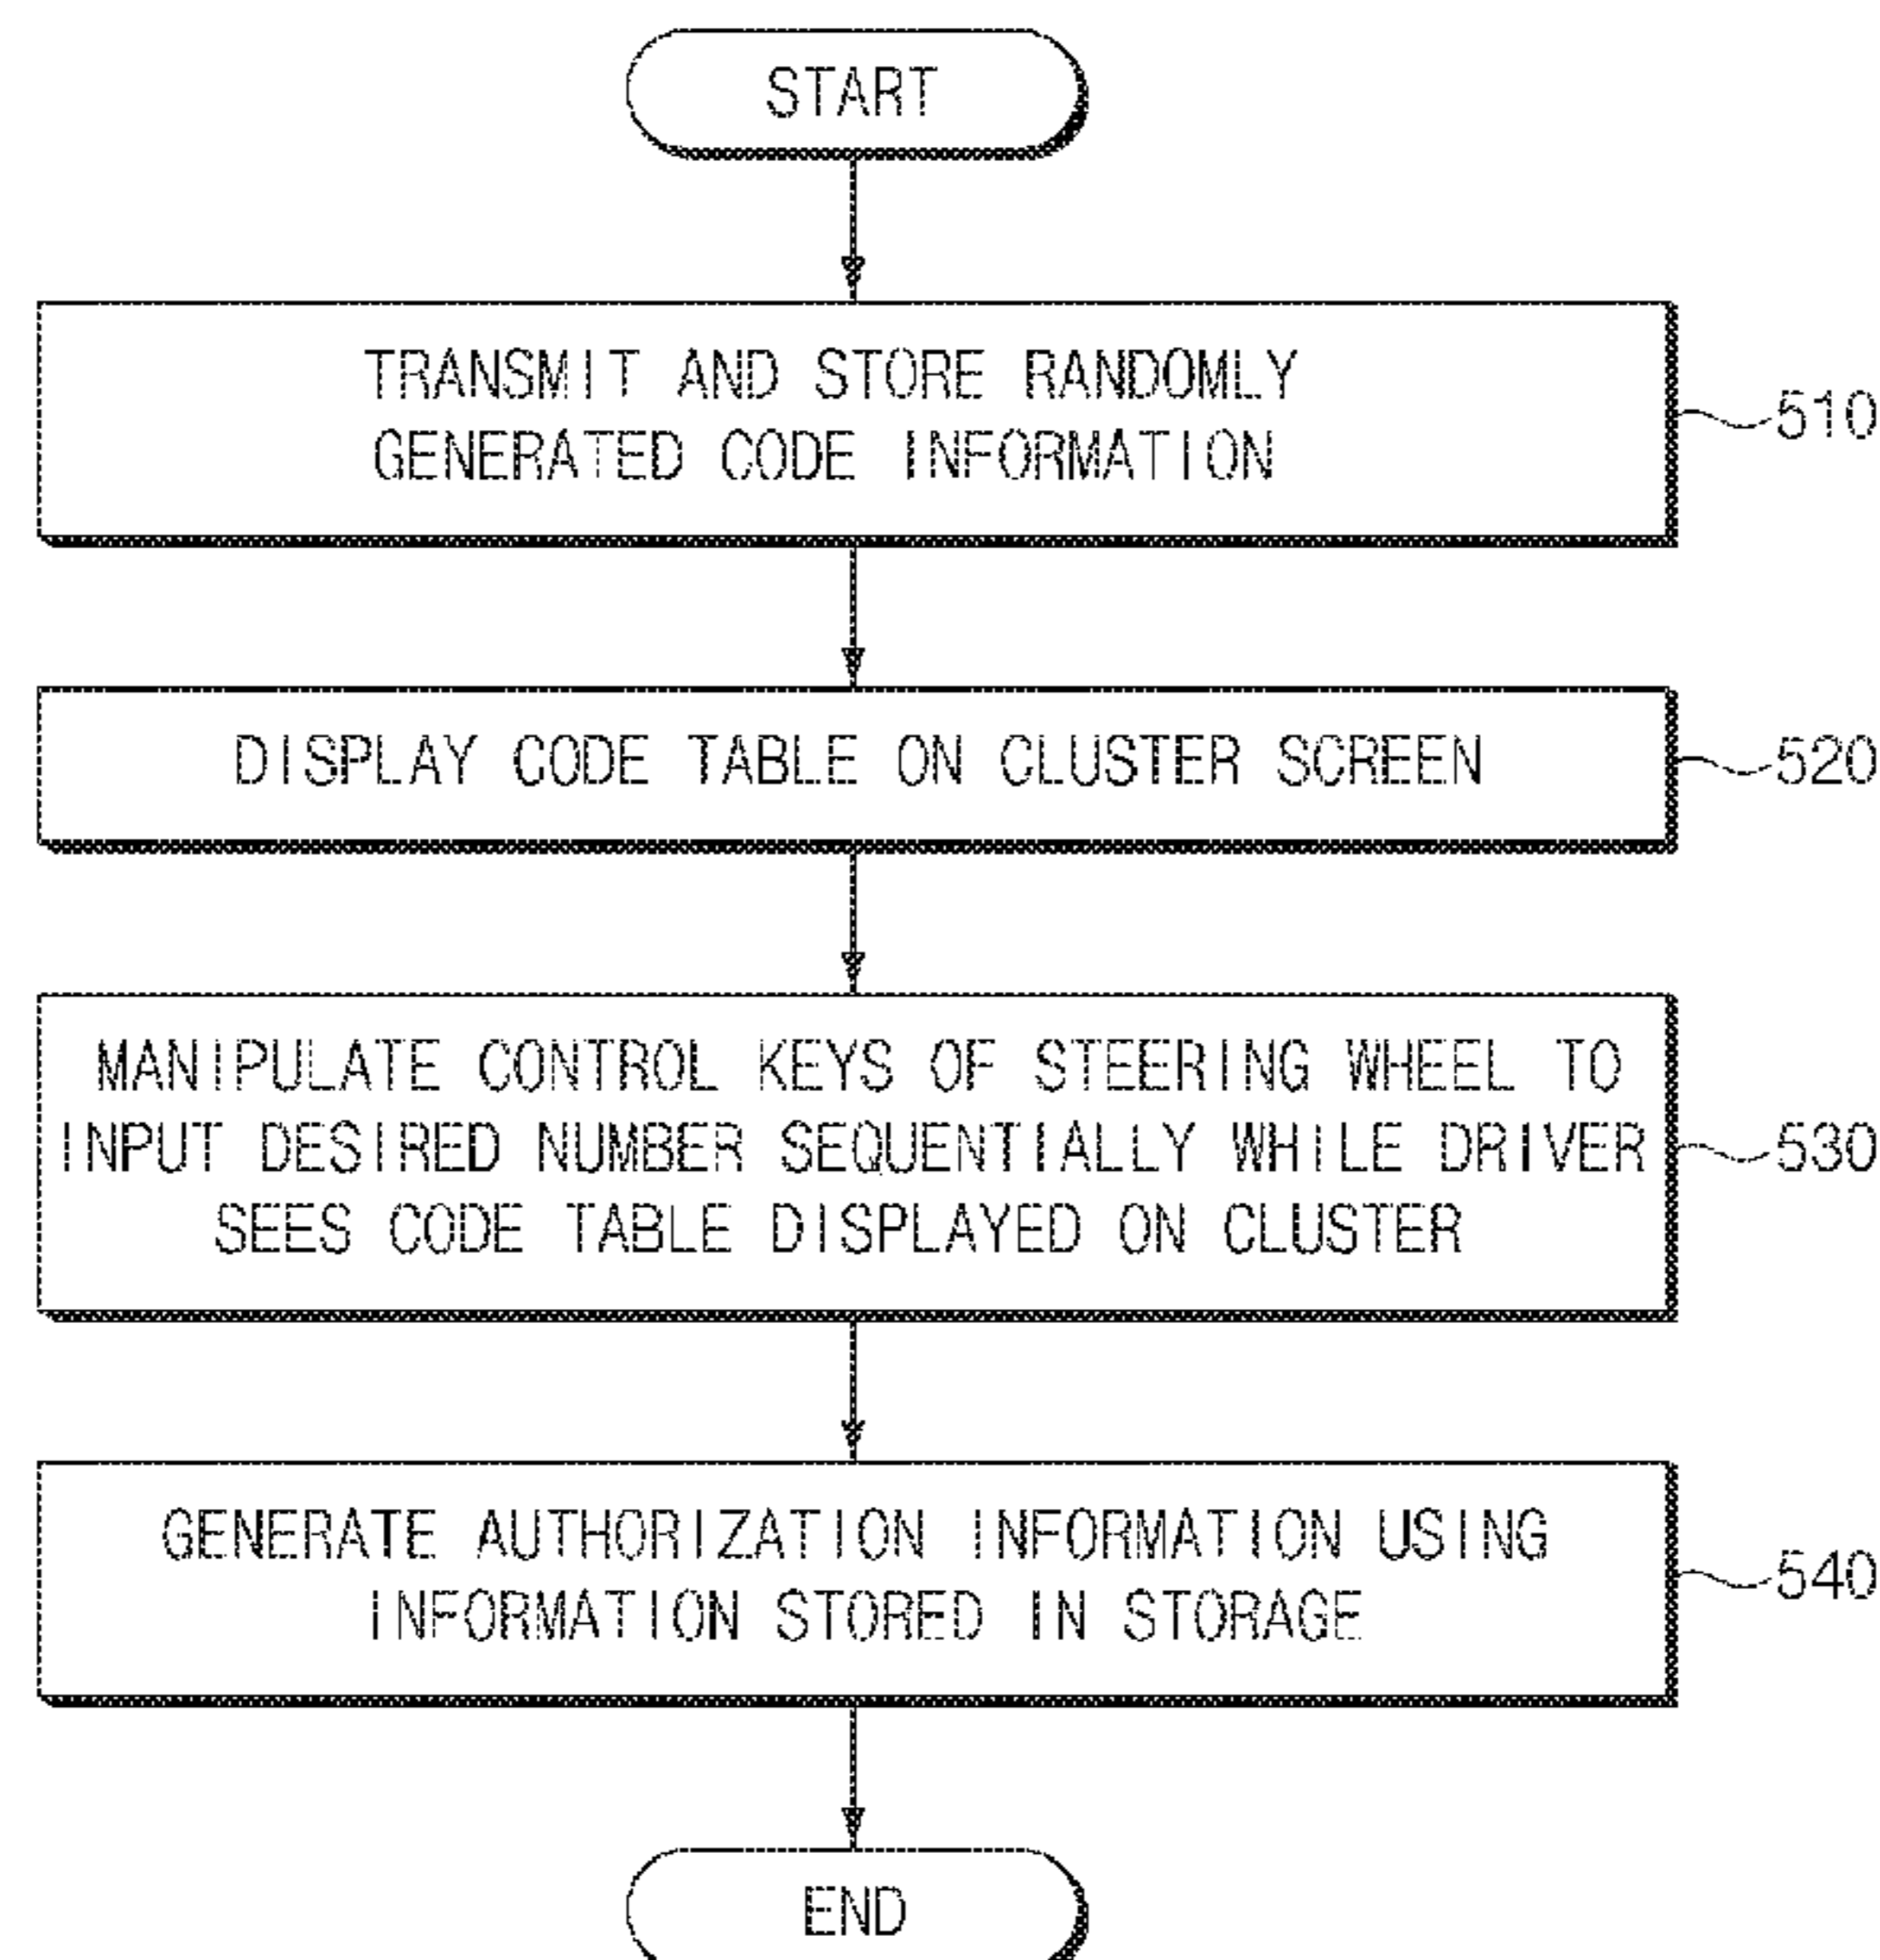 START
TRANSMIT AND STORE RANDOMLY
GENERATED CODE INFORMATION
510
DISPLAY CODE TABLE ON CLUSTER SCREEN
520
MANIPULATE CONTROL KEYS OF STEERING WHEEL TO
INPUT DESIRED NUMBER SEQUENTIALLY WHILE DRIVER
SEES CODE TABLE DISPLAYED ON CLUSTER
530
GENERATE AUTHORIZATION INFORMATION USING
INFORMATION STORED IN STORAGE
540
END